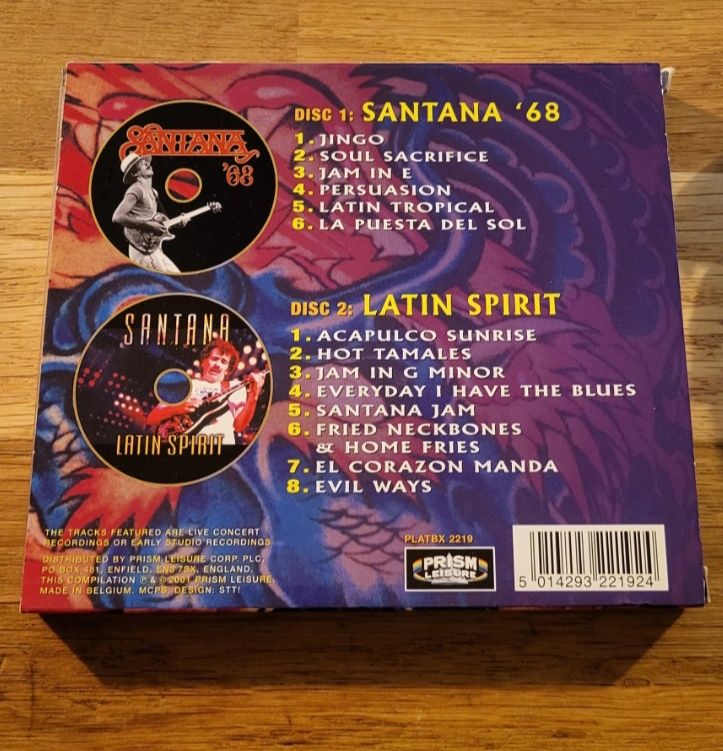 SANTANA
'68
DISC 1: SANTANA '68
1. JINGO
2. SOUL SACRIFICE
3. JAM IN E
4. PERSUASION
5. LATIN TROPICAL
6. LA PUESTA DEL SOL
SANTANA
LATIN SPIRIT
DISC 2: LATIN SPIRIT
1. ACAPULCO SUNRISE
2. HOT TAMALES
3. JAM IN G MINOR
4. EVERYDAY I HAVE THE BLUES
5. SANTANA JAM
6. FRIED NECKBONES
& HOME FRIES
7. EL CORAZON MANDA
8. EVIL WAYS
THE TRACKS FEATURED ARE LIVE CONCERT
RECORDINGS OR EARLY STUDIO RECORDINGS
DISTRIBUTED BY PRISM LEISURE CORP. PLC,
PO BOX 481, ENFIELD, EN3 7SX, ENGLAND.
THIS COMPILATION ℗ & © 2001 PRISM LEISURE.
MADE IN BELGIUM. MCPS. DESIGN: STT!
PLATBX 2219
PRISM
LEISURE
5 014293 221924